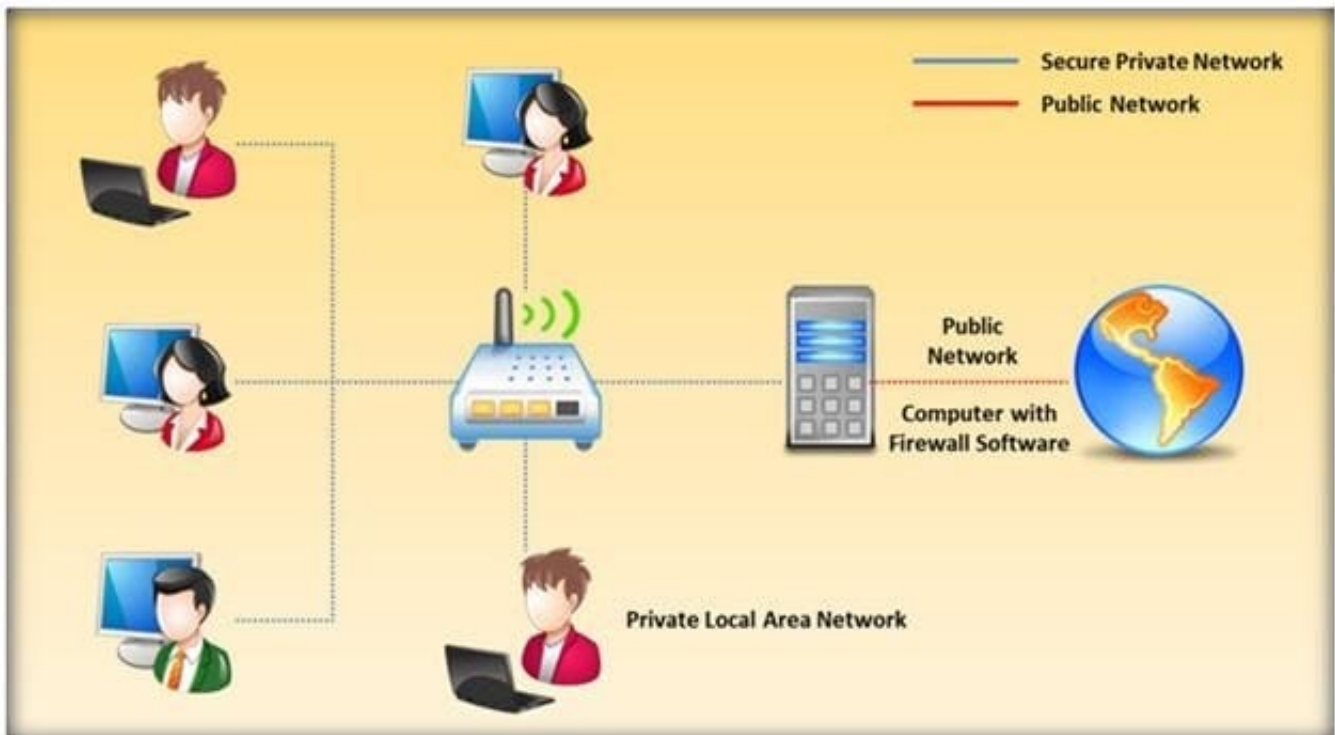 Secure Private Network
Public Network
Public
Network
Computer with
Firewall Software
Private Local Area Network